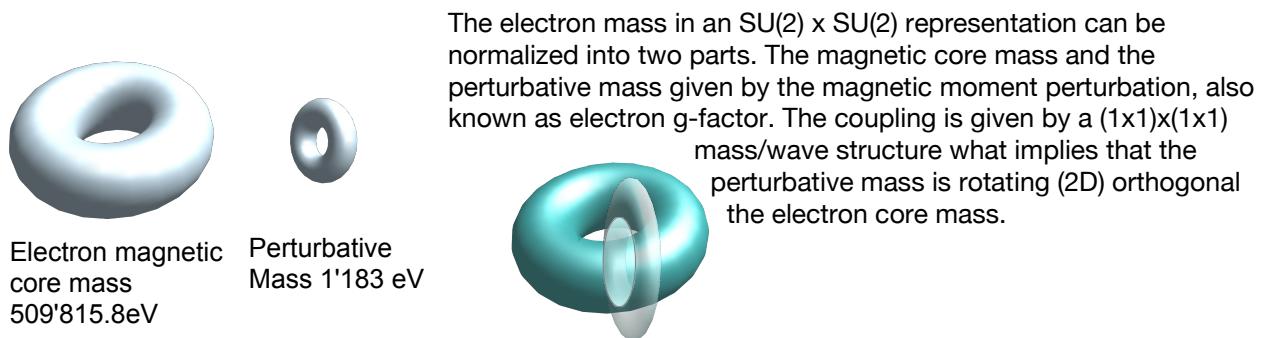 The electron mass in an SU(2) x SU(2) representation can be
normalized into two parts. The magnetic core mass and the
perturbative mass given by the magnetic moment perturbation, also
known as electron g-factor. The coupling is given by a (1x1)x(1x1)
mass/wave structure what implies that the
perturbative mass is rotating (2D) orthogonal
the electron core mass.
Electron magnetic
core mass
509'815.8eV
Perturbative
Mass 1'183 eV